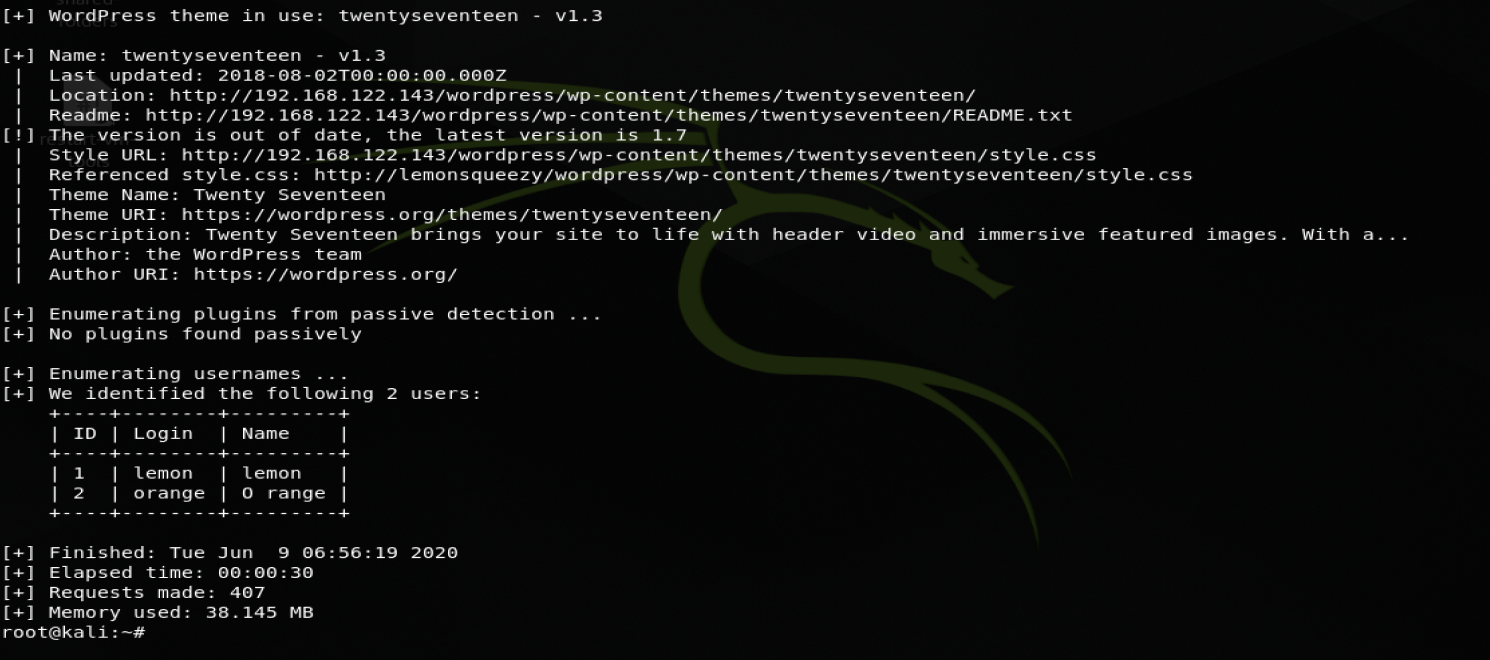 shared
folders
[+] WordPress theme in use: twentyseventeen - v1.3
[+] Name: twentyseventeen - v1.3
 |  Last updated: 2018-08-02T00:00:00.000Z
 |  Location: http://192.168.122.143/wordpress/wp-content/themes/twentyseventeen/
 |  Readme: http://192.168.122.143/wordpress/wp-content/themes/twentyseventeen/README.txt
[!] The version is out of date, the latest version is 1.7
 |  Style URL: http://192.168.122.143/wordpress/wp-content/themes/twentyseventeen/style.css
 |  Referenced style.css: http://lemonsqueezy/wordpress/wp-content/themes/twentyseventeen/style.css
 |  Theme Name: Twenty Seventeen
 |  Theme URI: https://wordpress.org/themes/twentyseventeen/
 |  Description: Twenty Seventeen brings your site to life with header video and immersive featured images. With a...
 |  Author: the WordPress team
 |  Author URI: https://wordpress.org/
[+] Enumerating plugins from passive detection ...
[+] No plugins found passively
[+] Enumerating usernames ...
[+] We identified the following 2 users:
    +----+--------+---------+
    | ID | Login  | Name    |
    +----+--------+---------+
    | 1  | lemon  | lemon   |
    | 2  | orange | O range |
    +----+--------+---------+
[+] Finished: Tue Jun  9 06:56:19 2020
[+] Elapsed time: 00:00:30
[+] Requests made: 407
[+] Memory used: 38.145 MB
root@kali:~#